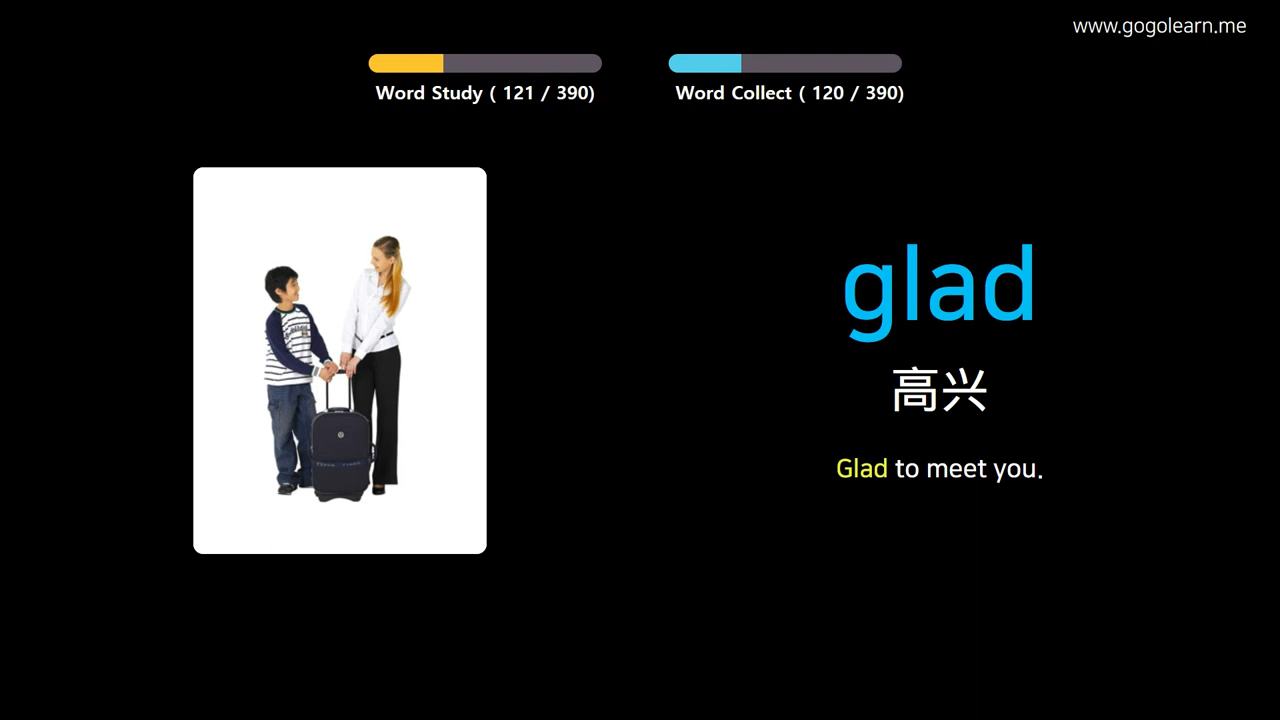 www.gogolearn.me
Word Study ( 121 / 390)
Word Collect ( 120 / 390)
glad
高兴
Glad to meet you.